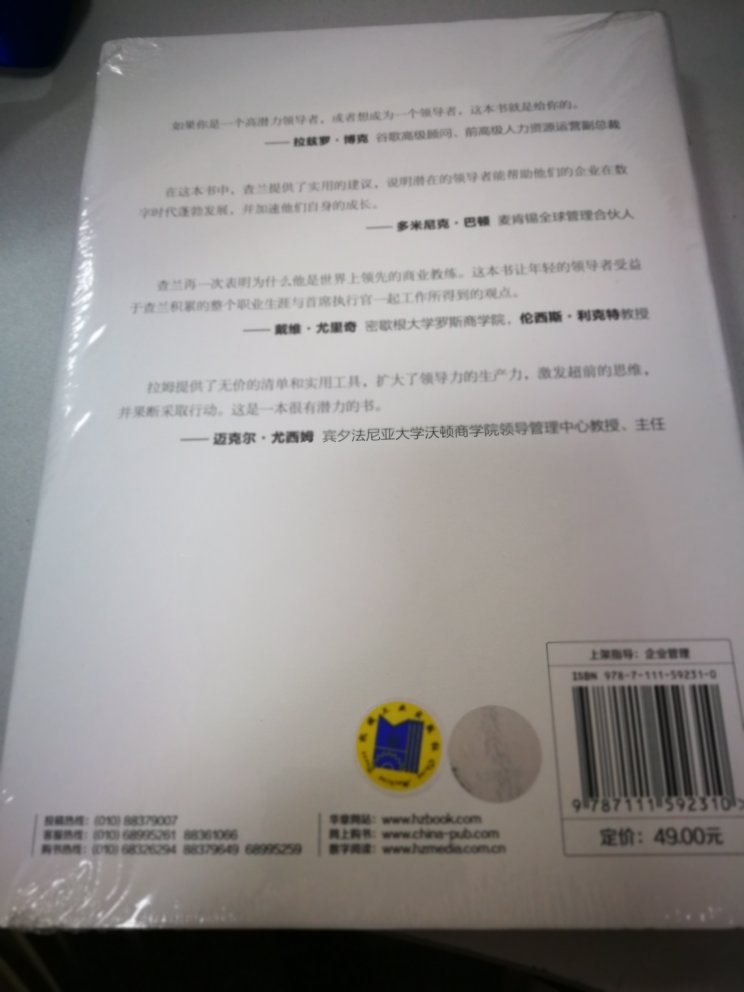 如果你是一个高潜力领导者，或者想成为一个领导者，这本书就是给你的。
—— 拉兹罗·博克 谷歌高级顾问、前高级人力资源运营副总裁
在这本书中，查兰提供了实用的建议，说明潜在的领导者能帮助他们的企业在数
字时代蓬勃发展，并加速他们自身的成长。
—— 多米尼克·巴顿 麦肯锡全球管理合伙人
查兰再一次表明为什么他是世界上领先的商业教练。这本书让年轻的领导者受益
于查兰积累的整个职业生涯与首席执行官一起工作所得到的观点。
—— 戴维·尤里奇 密歇根大学罗斯商学院，伦西斯·利克特教授
拉姆提供了无价的清单和实用工具，扩大了领导力的生产力，激发超前的思维，
并果断采取行动。这是一本很有潜力的书。
—— 迈克尔·尤西姆 宾夕法尼亚大学沃顿商学院领导管理中心教授、主任
上架指导：企业管理
ISBN 978-7-111-59231-0
9 787111 592310 >
定价：49.00元
投稿热线：(010) 88379007
客服热线：(010) 68995261 88361066
购书热线：(010) 68326294 88379649 68995259
华章网站：www.hzbook.com
网上购书：www.china-pub.com
数字阅读：www.hzmedia.com.cn